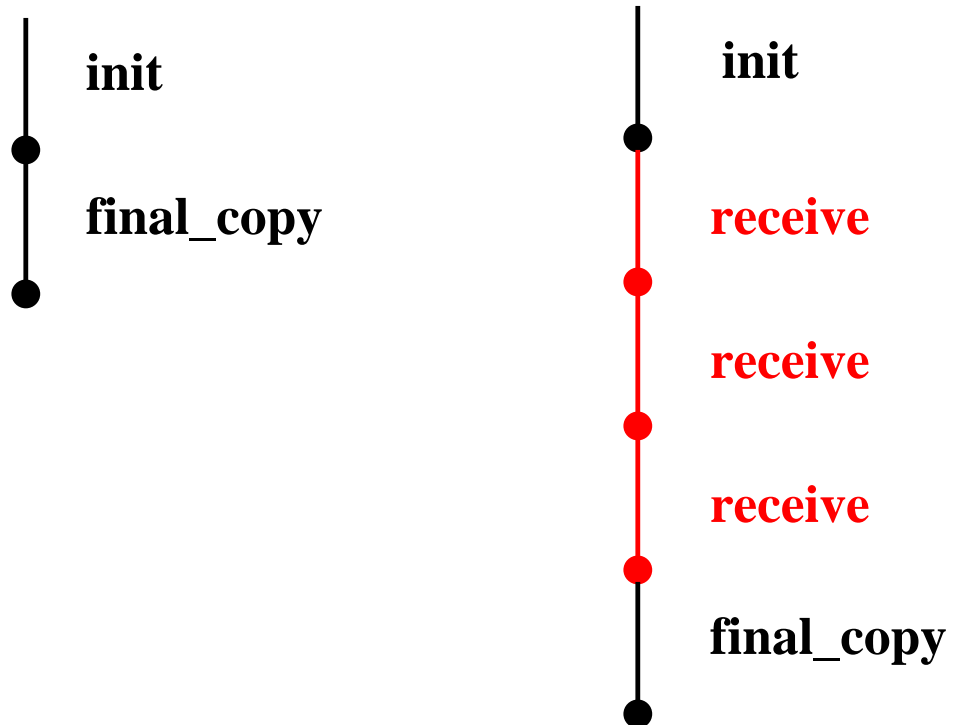 init
final_copy
init
receive
receive
receive
final_copy